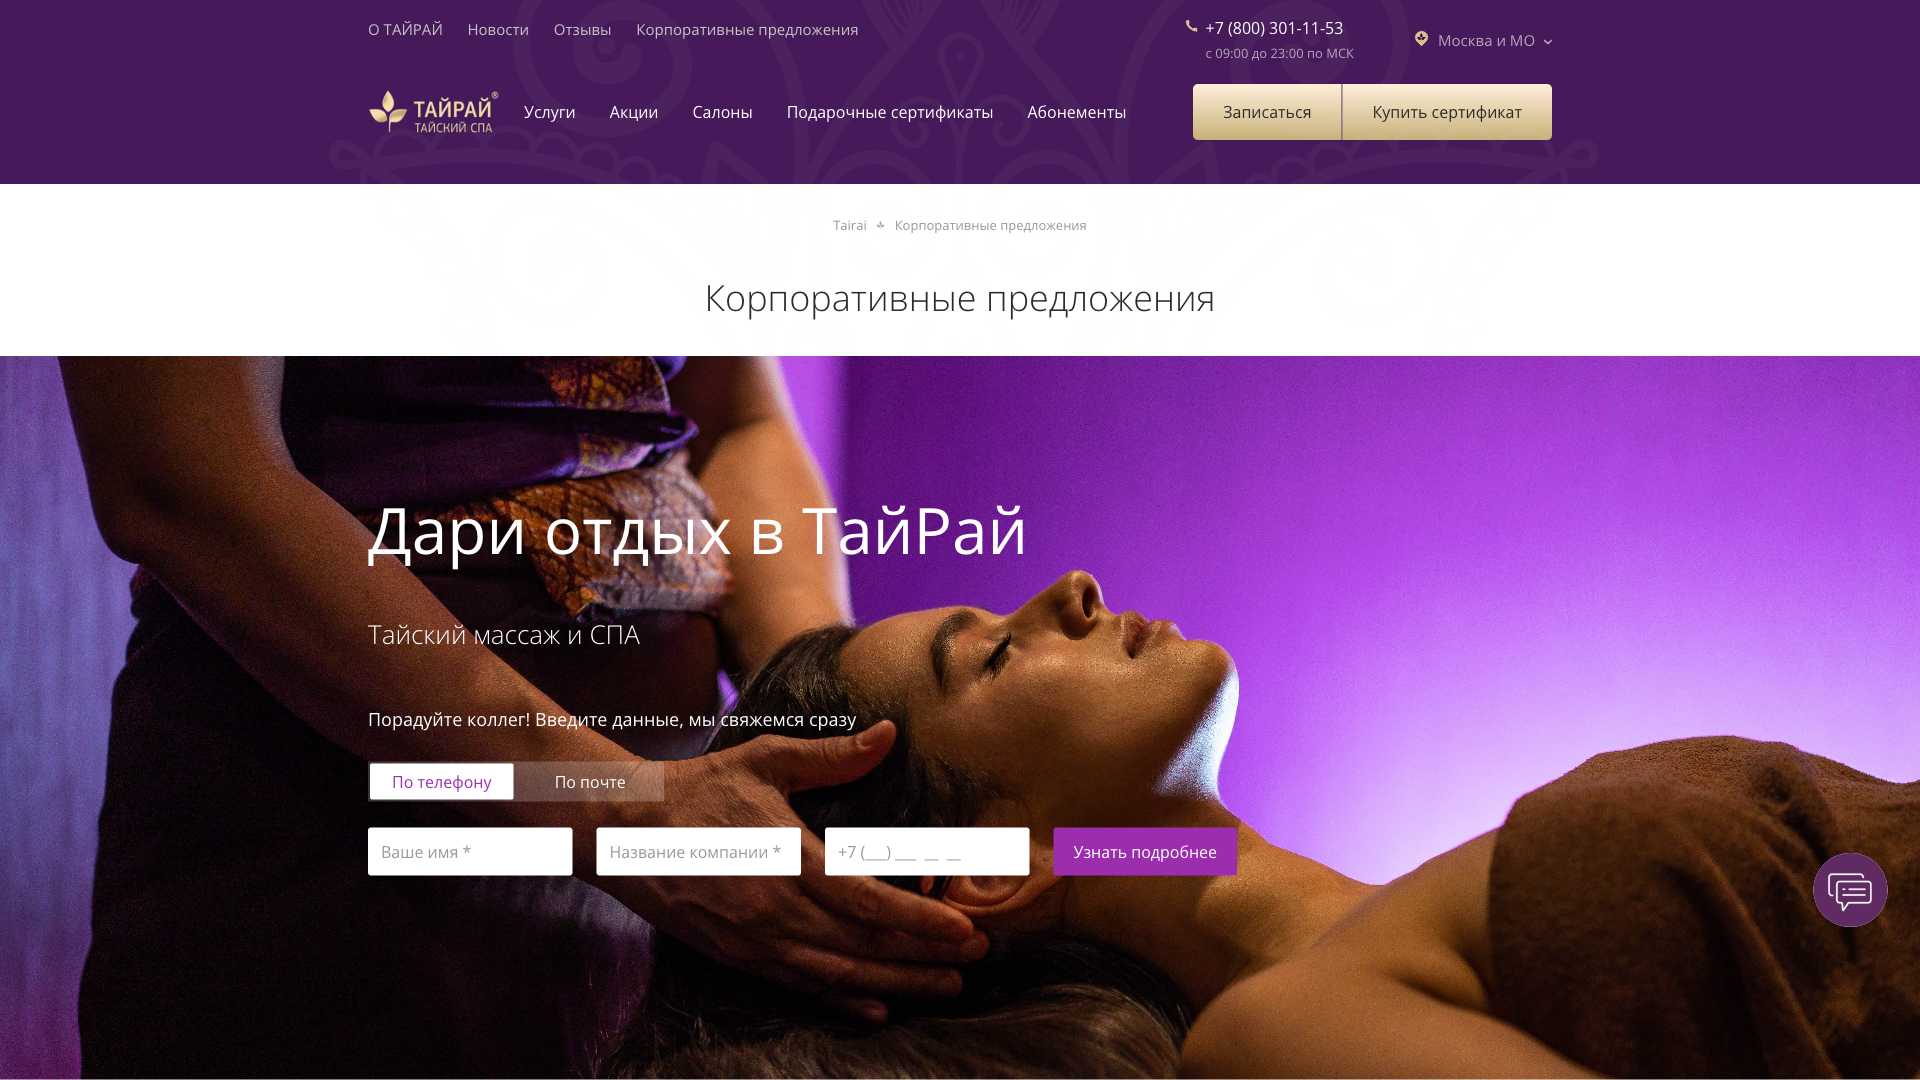 О ТАЙРАЙ Новости Отзывы Корпоративные предложения
+7 (800) 301-11-53
с 09:00 до 23:00 по МСК
Москва и МО
ТАЙРАЙ®
ТАЙСКИЙ СПА
Услуги Акции Салоны Подарочные сертификаты Абонементы
Записаться Купить сертификат
Tairai Корпоративные предложения
Корпоративные предложения
Дари отдых в ТайРай
Тайский массаж и СПА
Порадуйте коллег! Введите данные, мы свяжемся сразу
По телефону По почте
Ваше имя * Название компании * +7 (___) ___ __ __ Узнать подробнее